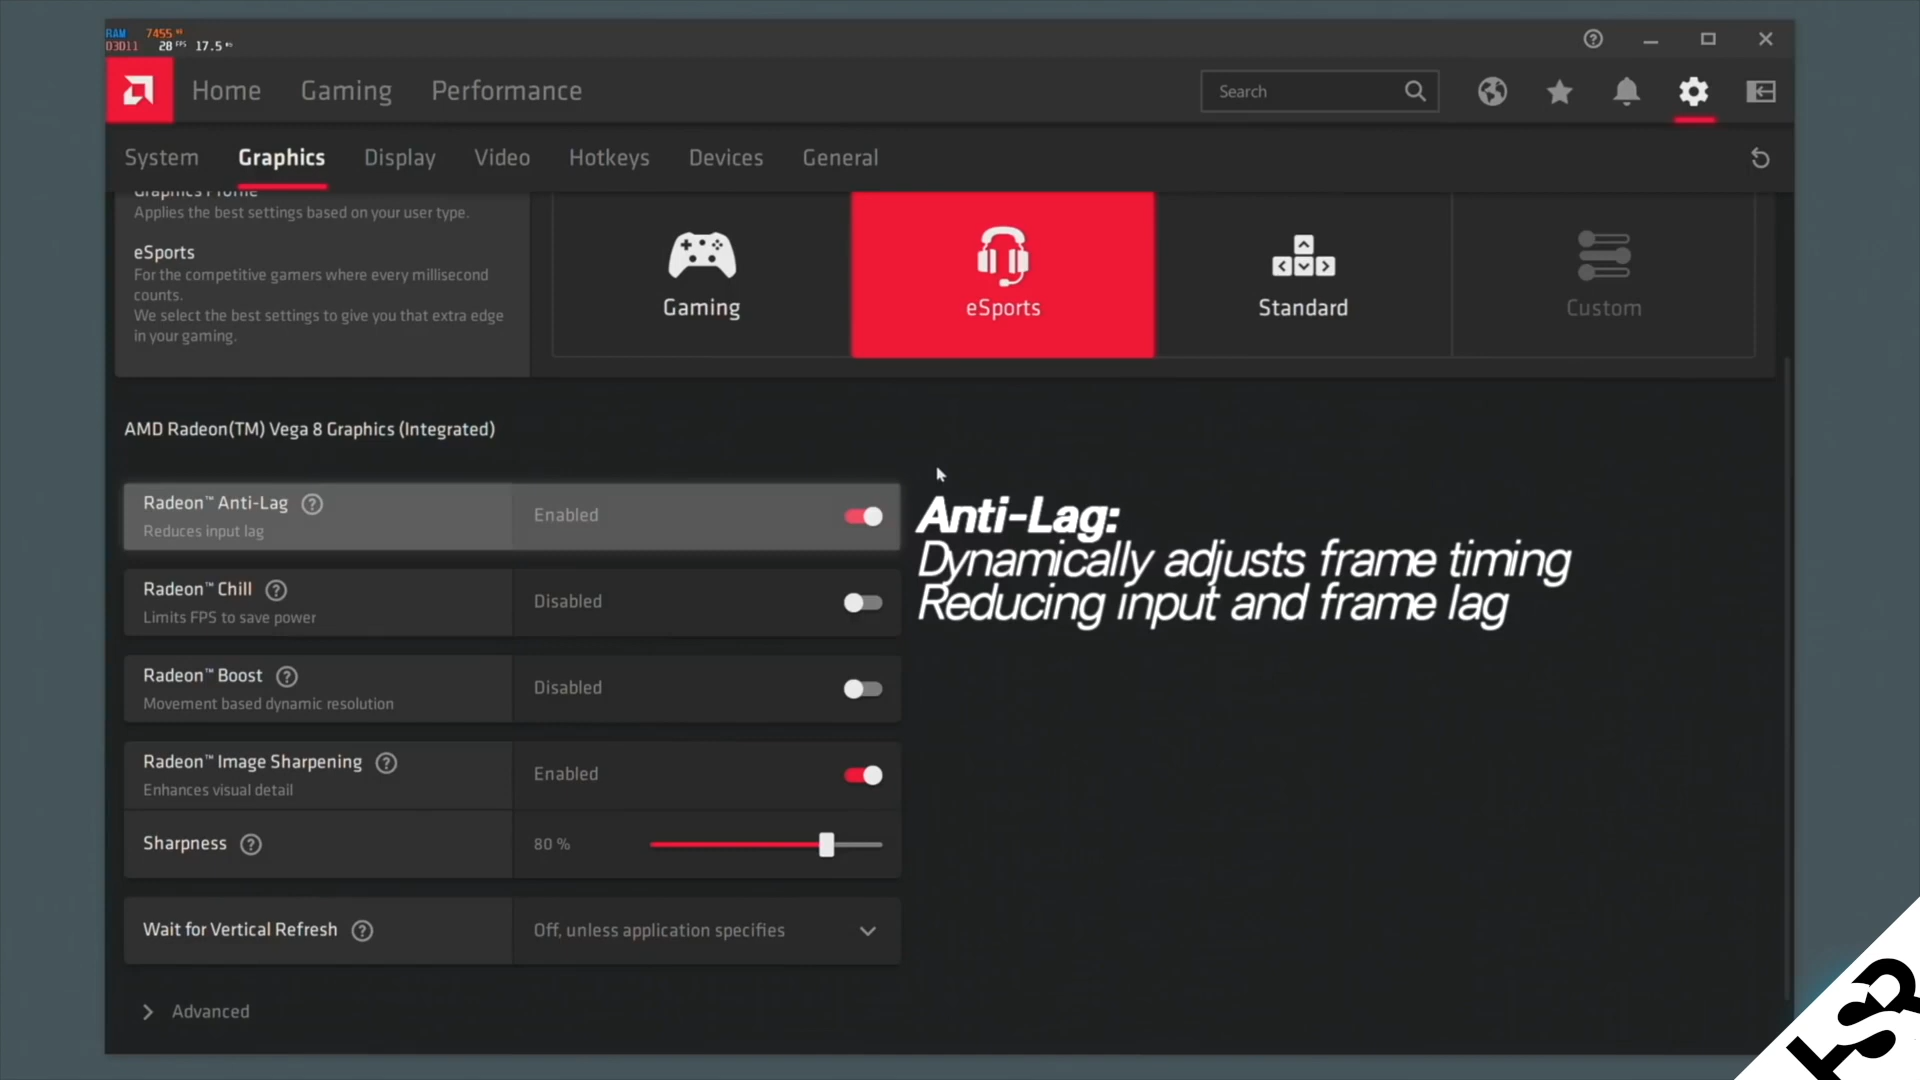 RAM 7455
D3D11 28 FPS 17.5
Home Gaming Performance
Search
System Graphics Display Video Hotkeys Devices General
Graphics Profile
Applies the best settings based on your user type.
eSports
For the competitive gamers where every millisecond
counts.
We select the best settings to give you that extra edge
in your gaming.
Gaming
eSports
Standard
Custom
AMD Radeon(TM) Vega 8 Graphics (Integrated)
Radeon™ Anti-Lag ?
Reduces input lag
Enabled
Anti-Lag:
Dynamically adjusts frame timing
Reducing input and frame lag
Radeon™ Chill ?
Limits FPS to save power
Disabled
Radeon™ Boost ?
Movement based dynamic resolution
Disabled
Radeon™ Image Sharpening ?
Enhances visual detail
Enabled
Sharpness ?
80 %
Wait for Vertical Refresh ?
Off, unless application specifies
Advanced